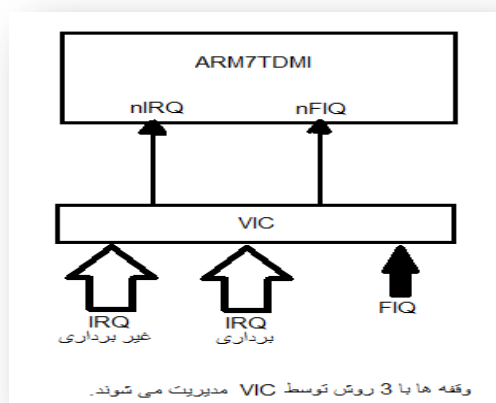 ARM7TDMI
nIRQ nFIQ
VIC
IRQ
غیر برداری
IRQ
برداری
FIQ
وقفه ها با 3 روش توسط VIC مدیریت می شوند.